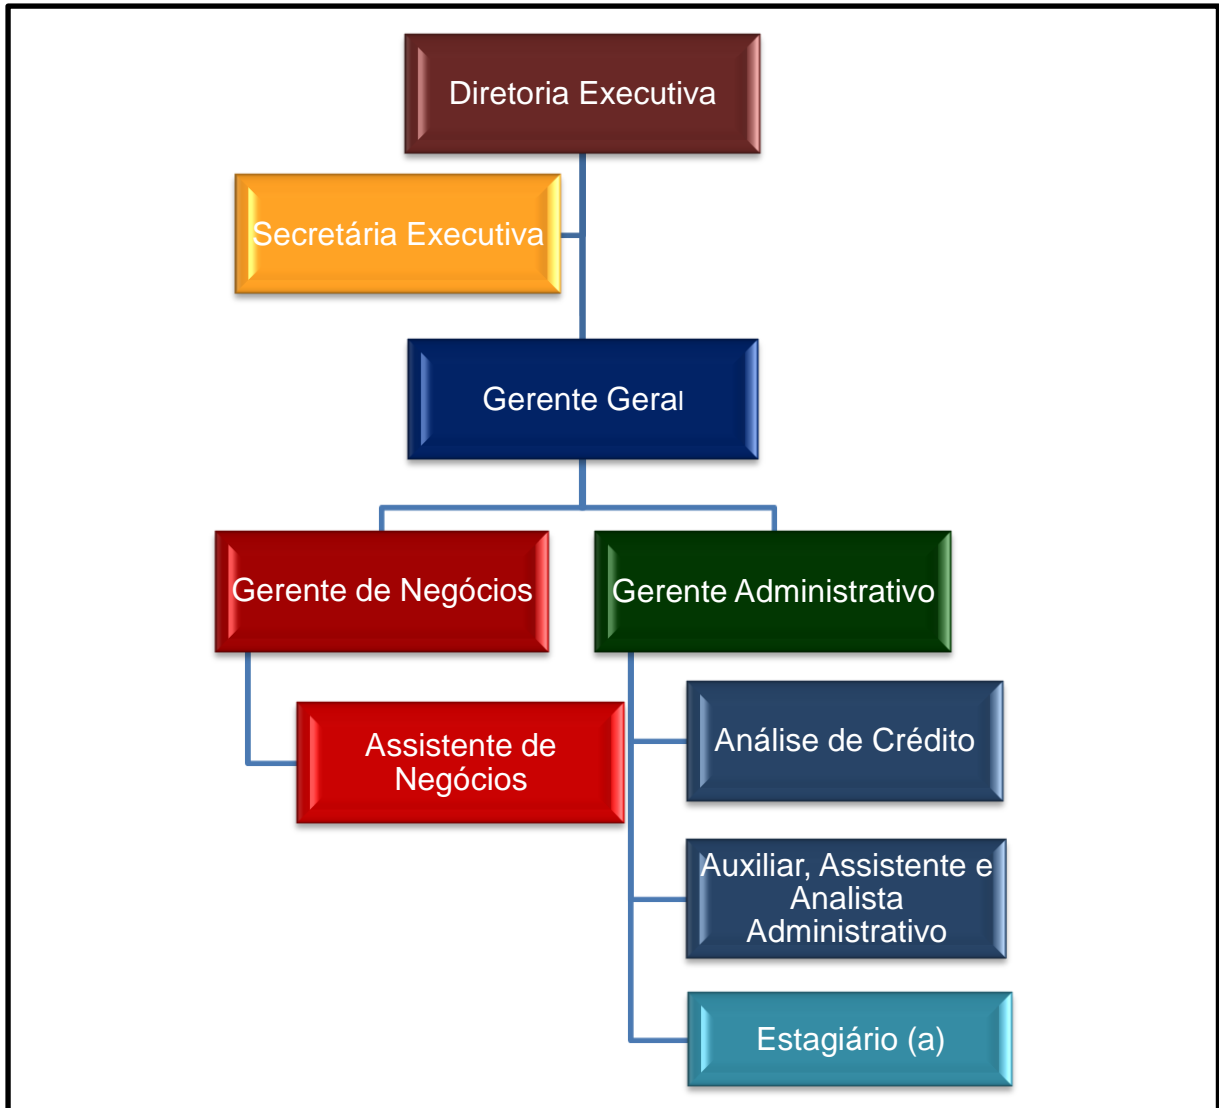 Diretoria Executiva
Secretária Executiva
Gerente Geral
Gerente de Negócios
Gerente Administrativo
Assistente de
Negócios
Análise de Crédito
Auxiliar, Assistente e
Analista
Administrativo
Estagiário (a)